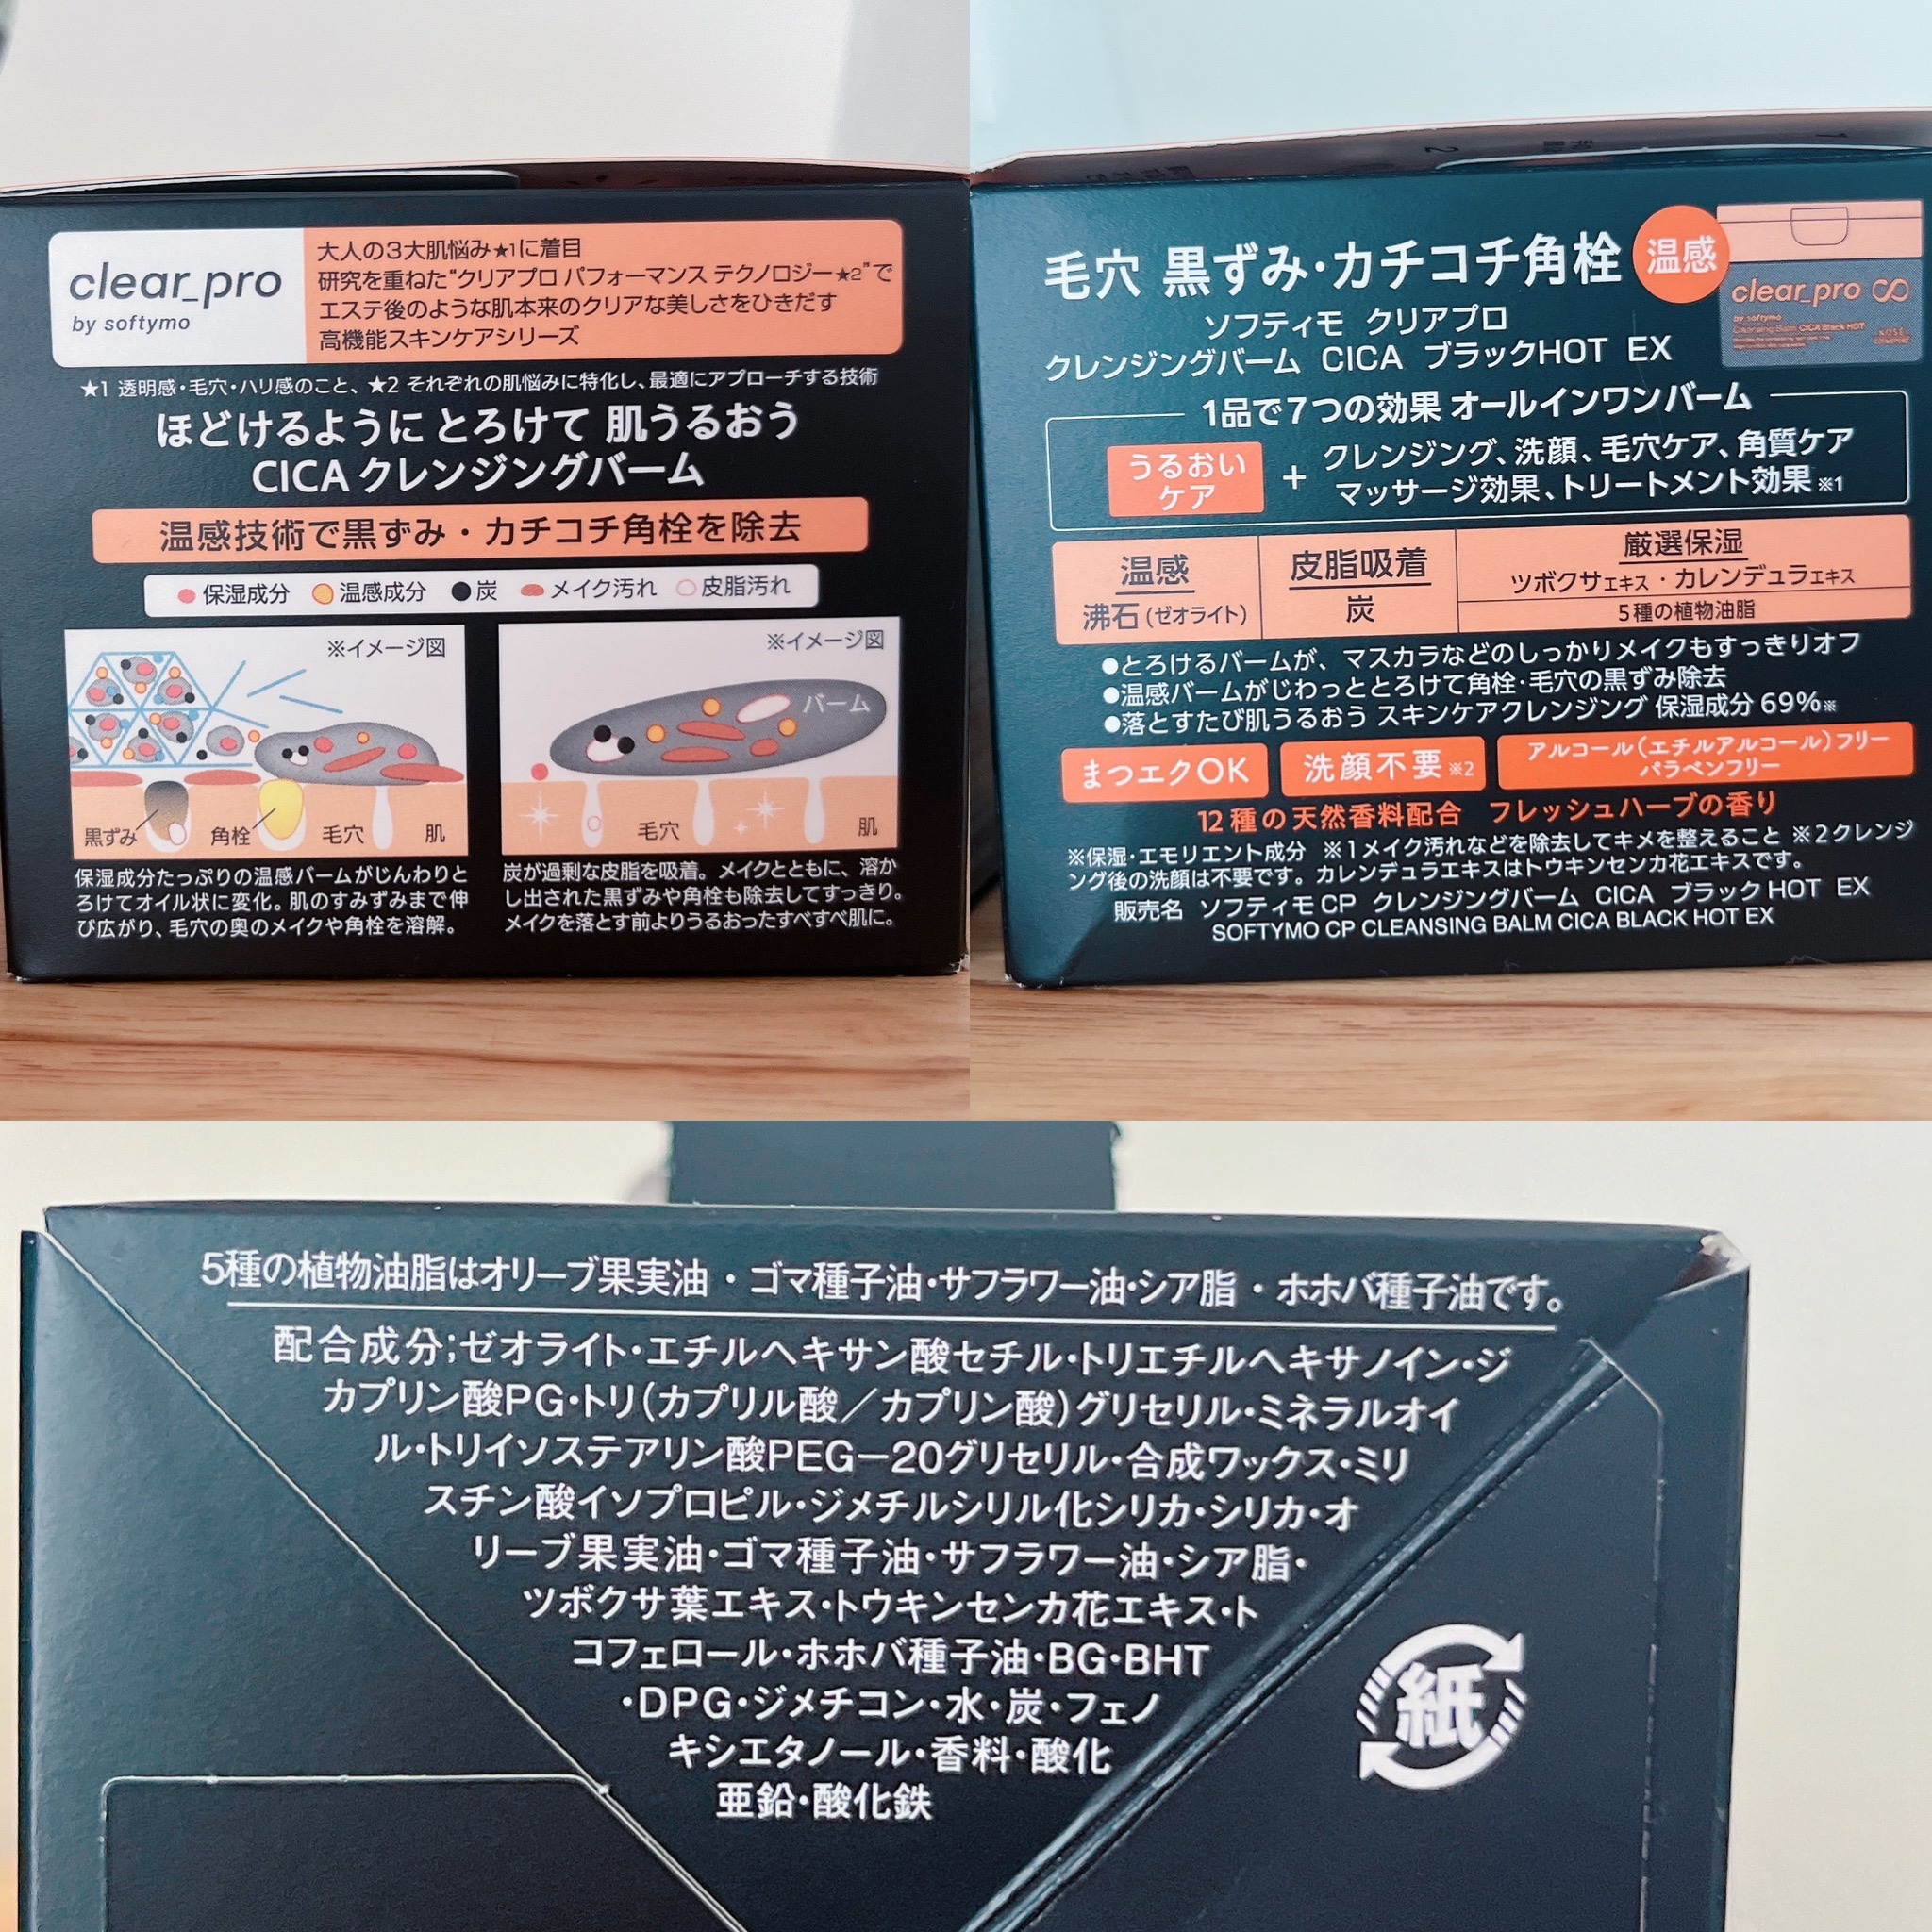 clear_pro
by softymo
大人の3大肌悩み★1に着目
研究を重ねた“クリアプロ パフォーマンス テクノロジー★2”で
エステ後のような肌本来のクリアな美しさをひきだす
高機能スキンケアシリーズ
★1 透明感・毛穴・ハリ感のこと、★2 それぞれの肌悩みに特化し、最適にアプローチする技術
ほどけるように とろけて 肌うるおう
CICA クレンジングバーム
温感技術で黒ずみ・カチコチ角栓を除去
保湿成分 温感成分 炭 メイク汚れ 皮脂汚れ
※イメージ図
黒ずみ 角栓 毛穴 肌
保湿成分たっぷりの温感バームがじんわりと
ろけてオイル状に変化。肌のすみずみまで伸
び広がり、毛穴の奥のメイクや角栓を溶解。
※イメージ図
バーム
毛穴 肌
炭が過剰な皮脂を吸着。メイクとともに、溶か
し出された黒ずみや角栓も除去してすっきり。
メイクを落とす前よりうるおったすべすべ肌に。
毛穴 黒ずみ・カチコチ角栓 温感
clear_pro
by softymo
Cleansing Balm CICA Black HOT
ソフティモ クリアプロ
クレンジングバーム CICA ブラックHOT EX
1品で7つの効果 オールインワンバーム
うるおい
ケア
+
クレンジング、洗顔、毛穴ケア、角質ケア
マッサージ効果、トリートメント効果※1
温感
沸石(ゼオライト)
皮脂吸着
炭
厳選保湿
ツボクサエキス・カレンデュラエキス
5種の植物油脂
●とろけるバームが、マスカラなどのしっかりメイクもすっきりオフ
●温感バームがじわっととろけて角栓・毛穴の黒ずみ除去
●落とすたび肌うるおう スキンケアクレンジング 保湿成分 69%※
まつエクOK
洗顔不要※2
アルコール(エチルアルコール)フリー
パラベンフリー
12種の天然香料配合 フレッシュハーブの香り
※保湿・エモリエント成分 ※1メイク汚れなどを除去してキメを整えること ※2クレンジ
ング後の洗顔は不要です。カレンデュラエキスはトウキンセンカ花エキスです。
販売名 ソフティモ CP クレンジングバーム CICA ブラック HOT EX
SOFTYMO CP CLEANSING BALM CICA BLACK HOT EX
5種の植物油脂はオリーブ果実油・ゴマ種子油・サフラワー油・シア脂・ホホバ種子油です。
配合成分;ゼオライト・エチルヘキサン酸セチル・トリエチルヘキサノイン・ジ
カプリン酸PG・トリ(カプリル酸/カプリン酸)グリセリル・ミネラルオイ
ル・トリイソステアリン酸PEG−20グリセリル・合成ワックス・ミリ
スチン酸イソプロピル・ジメチルシリル化シリカ・シリカ・オ
リーブ果実油・ゴマ種子油・サフラワー油・シア脂・
ツボクサ葉エキス・トウキンセンカ花エキス・ト
コフェロール・ホホバ種子油・BG・BHT
・DPG・ジメチコン・水・炭・フェノ
キシエタノール・香料・酸化
亜鉛・酸化鉄
紙